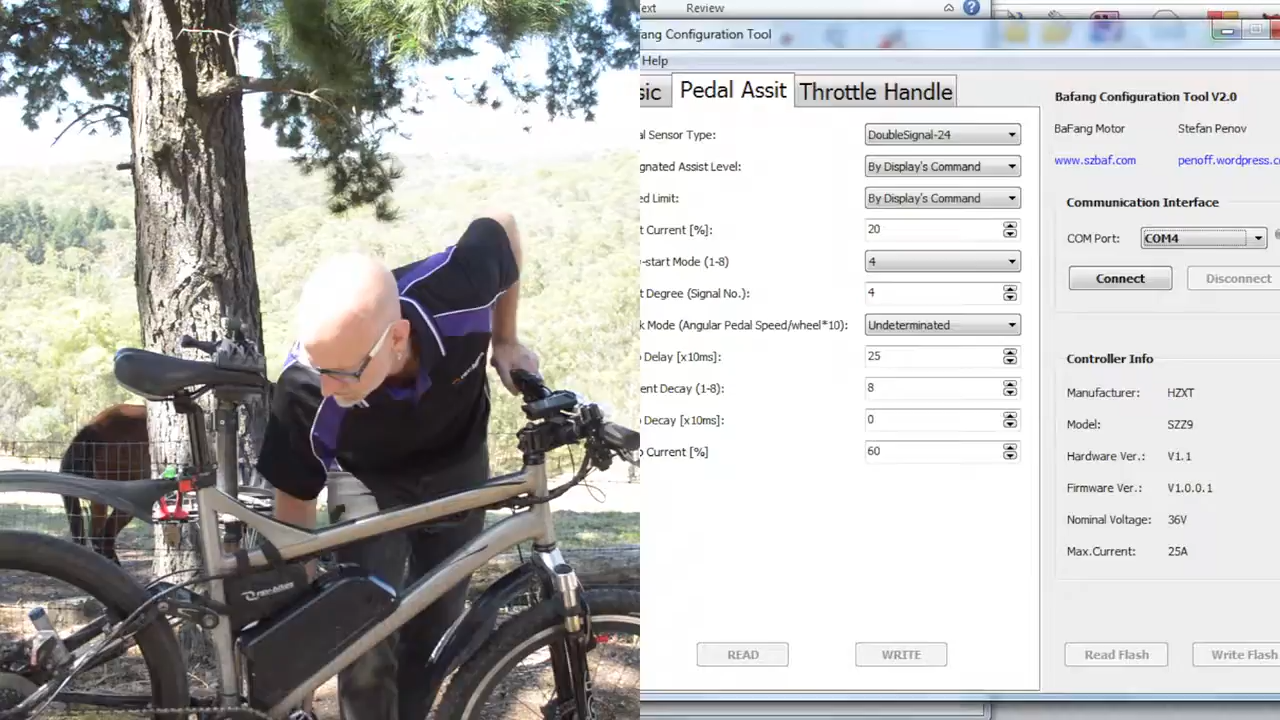 ext Review
ang Configuration Tool
Help
sic Pedal Assit Throttle Handle
l Sensor Type: DoubleSignal-24
gnated Assist Level: By Display's Command
ed Limit: By Display's Command
t Current [%]: 20
-start Mode (1-8) 4
t Degree (Signal No.): 4
k Mode (Angular Pedal Speed/wheel*10): Undeterminated
Delay [x10ms]: 25
ent Decay (1-8): 8
Decay [x10ms]: 0
Current [%] 60
READ WRITE
Bafang Configuration Tool V2.0
BaFang Motor Stefan Penov
www.szbaf.com penoff.wordpress.c
Communication Interface
COM Port: COM4
Connect Disconnect
Controller Info
Manufacturer: HZXT
Model: SZZ9
Hardware Ver.: V1.1
Firmware Ver.: V1.0.0.1
Nominal Voltage: 36V
Max.Current: 25A
Read Flash Write Flash